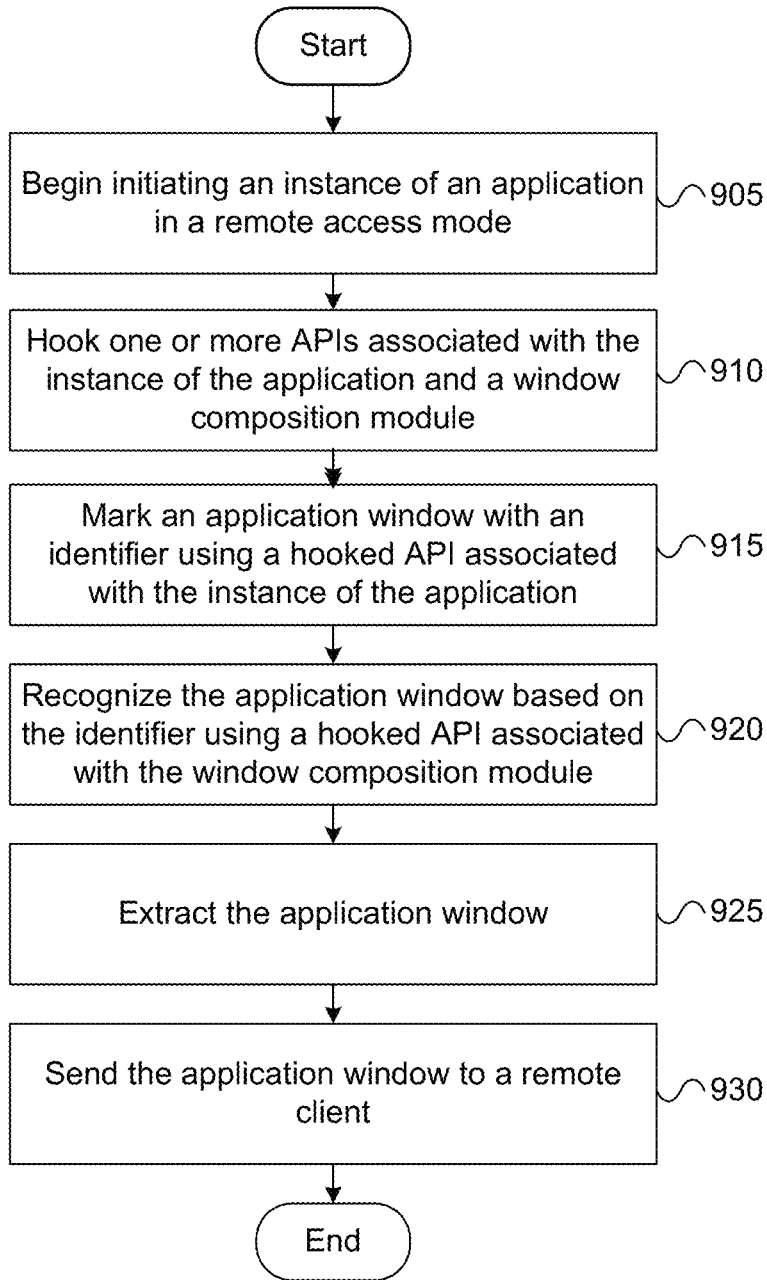 Start
Begin initiating an instance of an application
in a remote access mode
905
Hook one or more APIs associated with the
instance of the application and a window
composition module
910
Mark an application window with an
identifier using a hooked API associated
with the instance of the application
915
Recognize the application window based on
the identifier using a hooked API associated
with the window composition module
920
Extract the application window
925
Send the application window to a remote
client
930
End